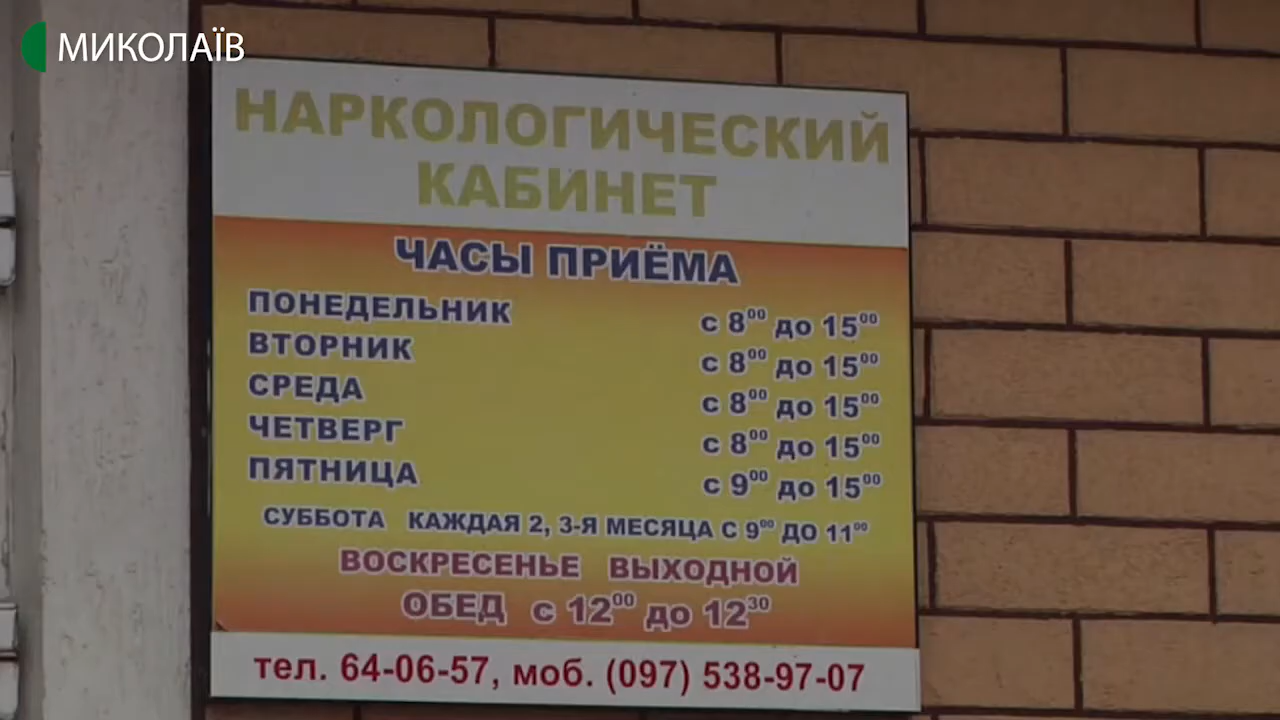 МИКОЛАЇВ
НАРКОЛОГИЧЕСКИЙ
КАБИНЕТ
ЧАСЫ ПРИЁМА
ПОНЕДЕЛЬНИК с 8⁰⁰ до 15⁰⁰
ВТОРНИК с 8⁰⁰ до 15⁰⁰
СРЕДА с 8⁰⁰ до 15⁰⁰
ЧЕТВЕРГ с 8⁰⁰ до 15⁰⁰
ПЯТНИЦА с 9⁰⁰ до 15⁰⁰
СУББОТА КАЖДАЯ 2, 3-Я МЕСЯЦА С 9⁰⁰ ДО 11⁰⁰
ВОСКРЕСЕНЬЕ ВЫХОДНОЙ
ОБЕД с 12⁰⁰ до 12³⁰
тел. 64-06-57, моб. (097) 538-97-07